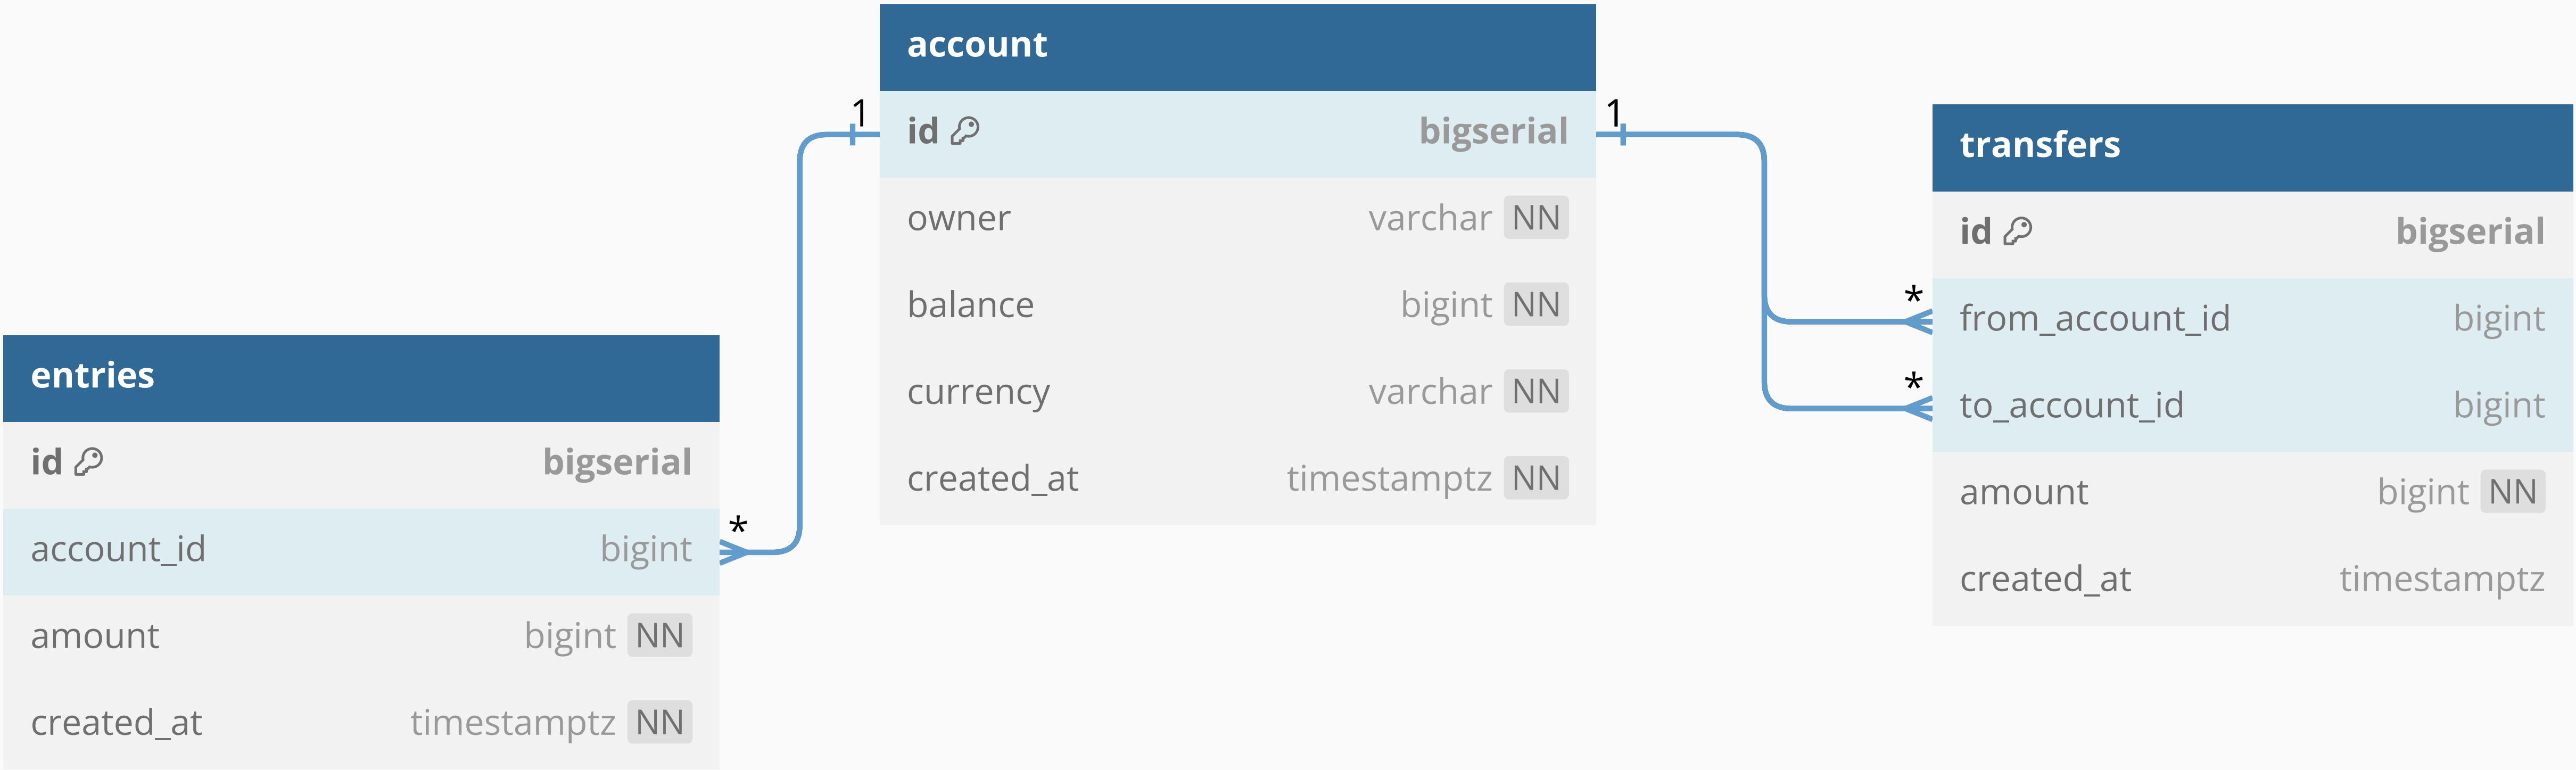 account
1
id bigserial
1
owner varchar NN
balance bigint NN
currency varchar NN
created_at timestamptz NN
entries
id bigserial
*
account_id bigint
amount bigint NN
created_at timestamptz NN
transfers
id bigserial
*
from_account_id bigint
*
to_account_id bigint
amount bigint NN
created_at timestamptz